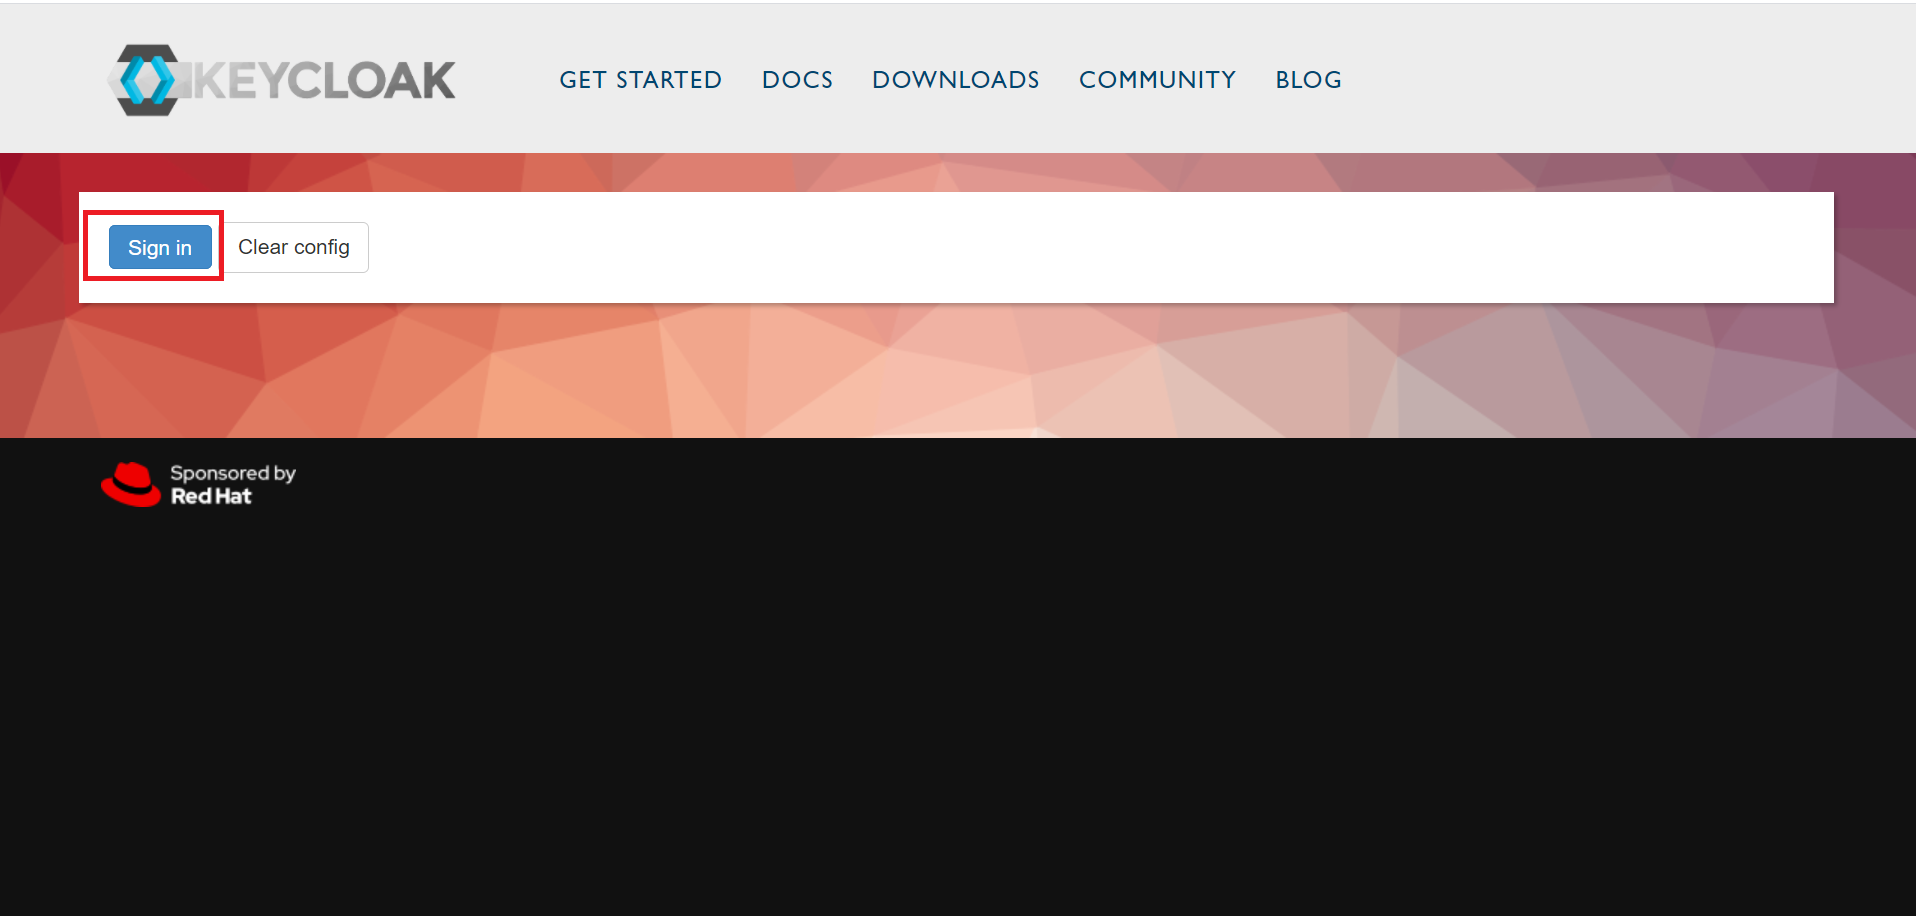 KEYCLOAK
GET STARTED DOCS DOWNLOADS COMMUNITY BLOG
Sign in Clear config
Sponsored by
Red Hat